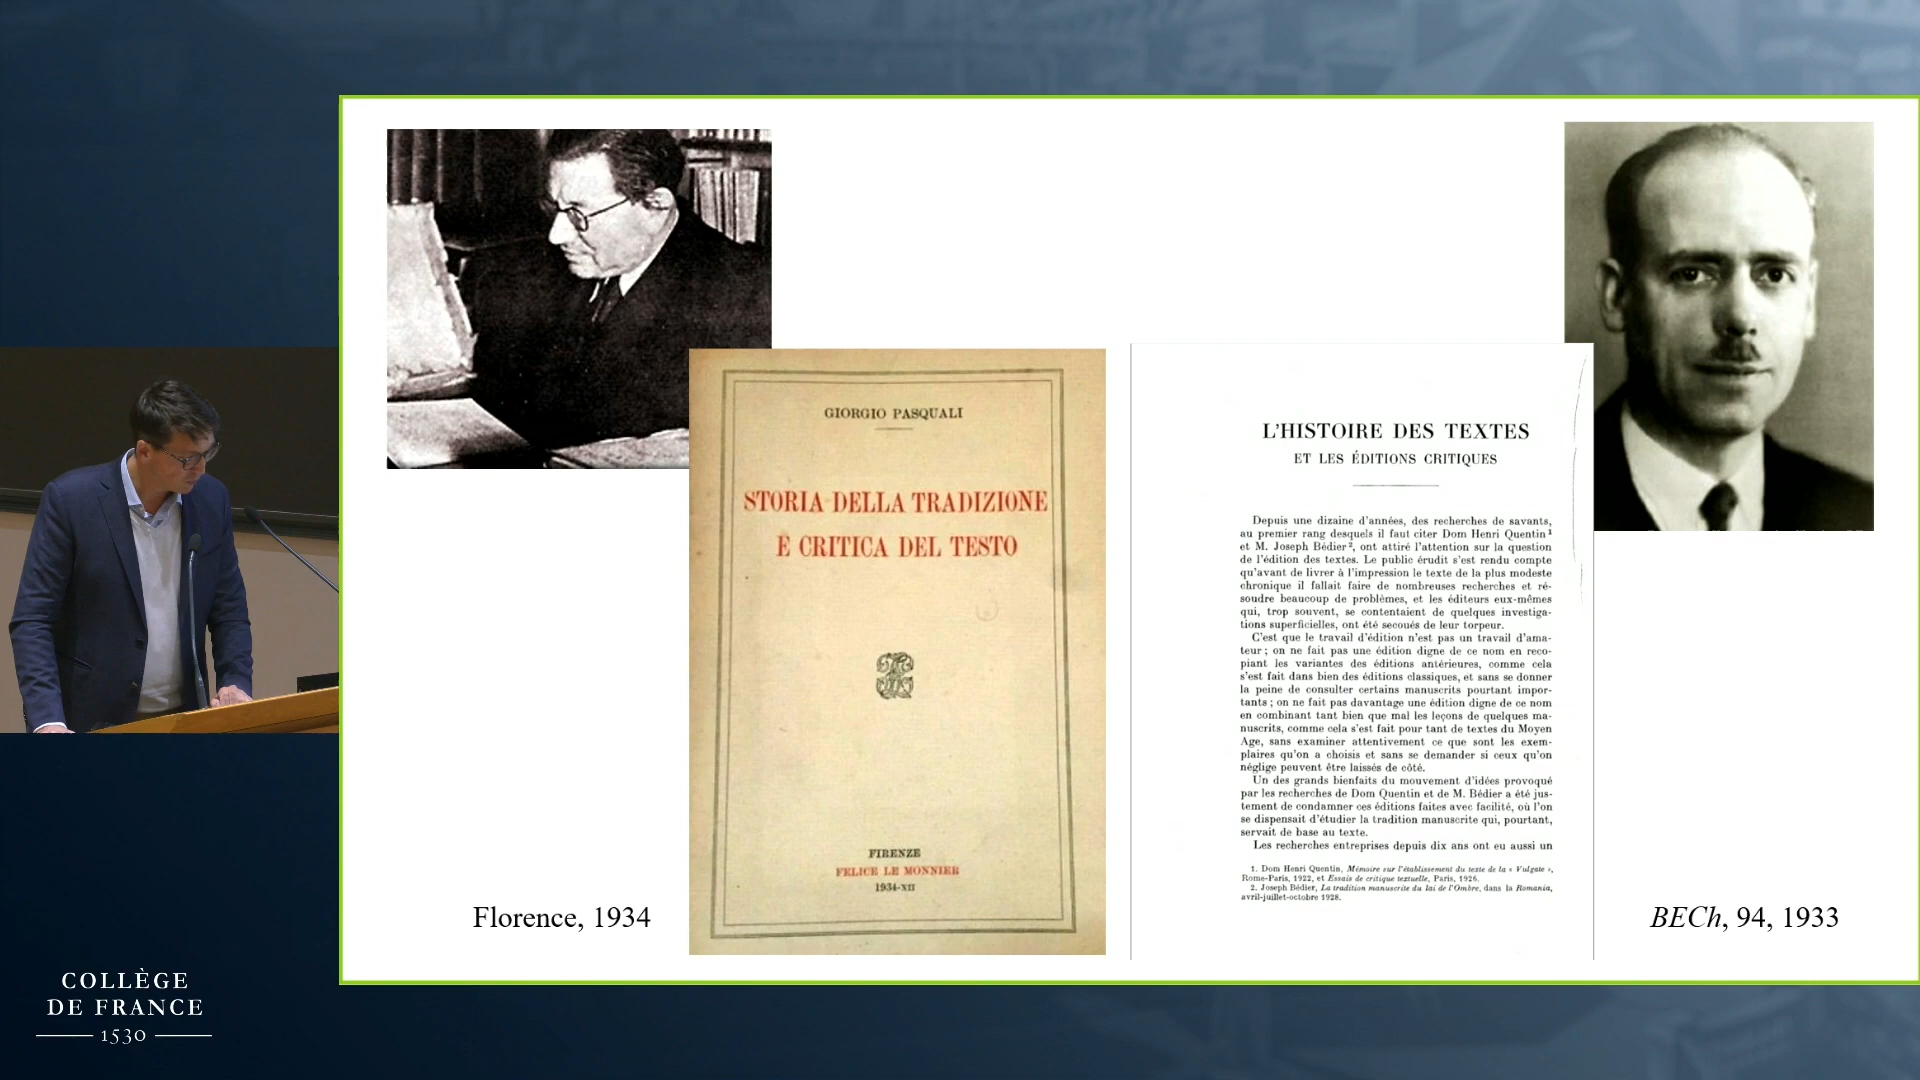 GIORGIO PASQUALI
STORIA DELLA TRADIZIONE
E CRITICA DEL TESTO
FIRENZE
FELICE LE MONNIER
1934-XII
Florence, 1934
L'HISTOIRE DES TEXTES
ET LES ÉDITIONS CRITIQUES
Depuis une dizaine d'années, des recherches de savants,
au premier rang desquels il faut citer Dom Henri Quentin 1
et M. Joseph Bédier 2, ont attiré l'attention sur la question
de l'édition des textes. Le public érudit s'est rendu compte
qu'avant de livrer à l'impression le texte de la plus modeste
chronique il fallait faire de nombreuses recherches et ré-
soudre beaucoup de problèmes, et les éditeurs eux-mêmes
qui, trop souvent, se contentaient de quelques investiga-
tions superficielles, ont été secoués de leur torpeur.
C'est que le travail d'édition n'est pas un travail d'ama-
teur ; on ne fait pas une édition digne de ce nom en reco-
piant les variantes des éditions antérieures, comme cela
s'est fait dans bien des éditions classiques, et sans se donner
la peine de consulter certains manuscrits pourtant impor-
tants ; on ne fait pas davantage une édition digne de ce nom
en combinant tant bien que mal les leçons de quelques ma-
nuscrits, comme cela s'est fait pour tant de textes du Moyen
Age, sans examiner attentivement ce que sont les exem-
plaires qu'on a choisis et sans se demander si ceux qu'on
néglige peuvent être laissés de côté.
Un des grands bienfaits du mouvement d'idées provoqué
par les recherches de Dom Quentin et de M. Bédier a été jus-
tement de condamner ces éditions faites avec facilité, où l'on
se dispensait d'étudier la tradition manuscrite qui, pourtant,
servait de base au texte.
Les recherches entreprises depuis dix ans ont eu aussi un
1. Dom Henri Quentin, Mémoire sur l'établissement du texte de la « Vulgate »,
Rome-Paris, 1922, et Essais de critique textuelle, Paris, 1926.
2. Joseph Bédier, La tradition manuscrite du lai de l'Ombre, dans la Romania,
avril-juillet-octobre 1928.
BECh, 94, 1933
COLLÈGE
DE FRANCE
1530